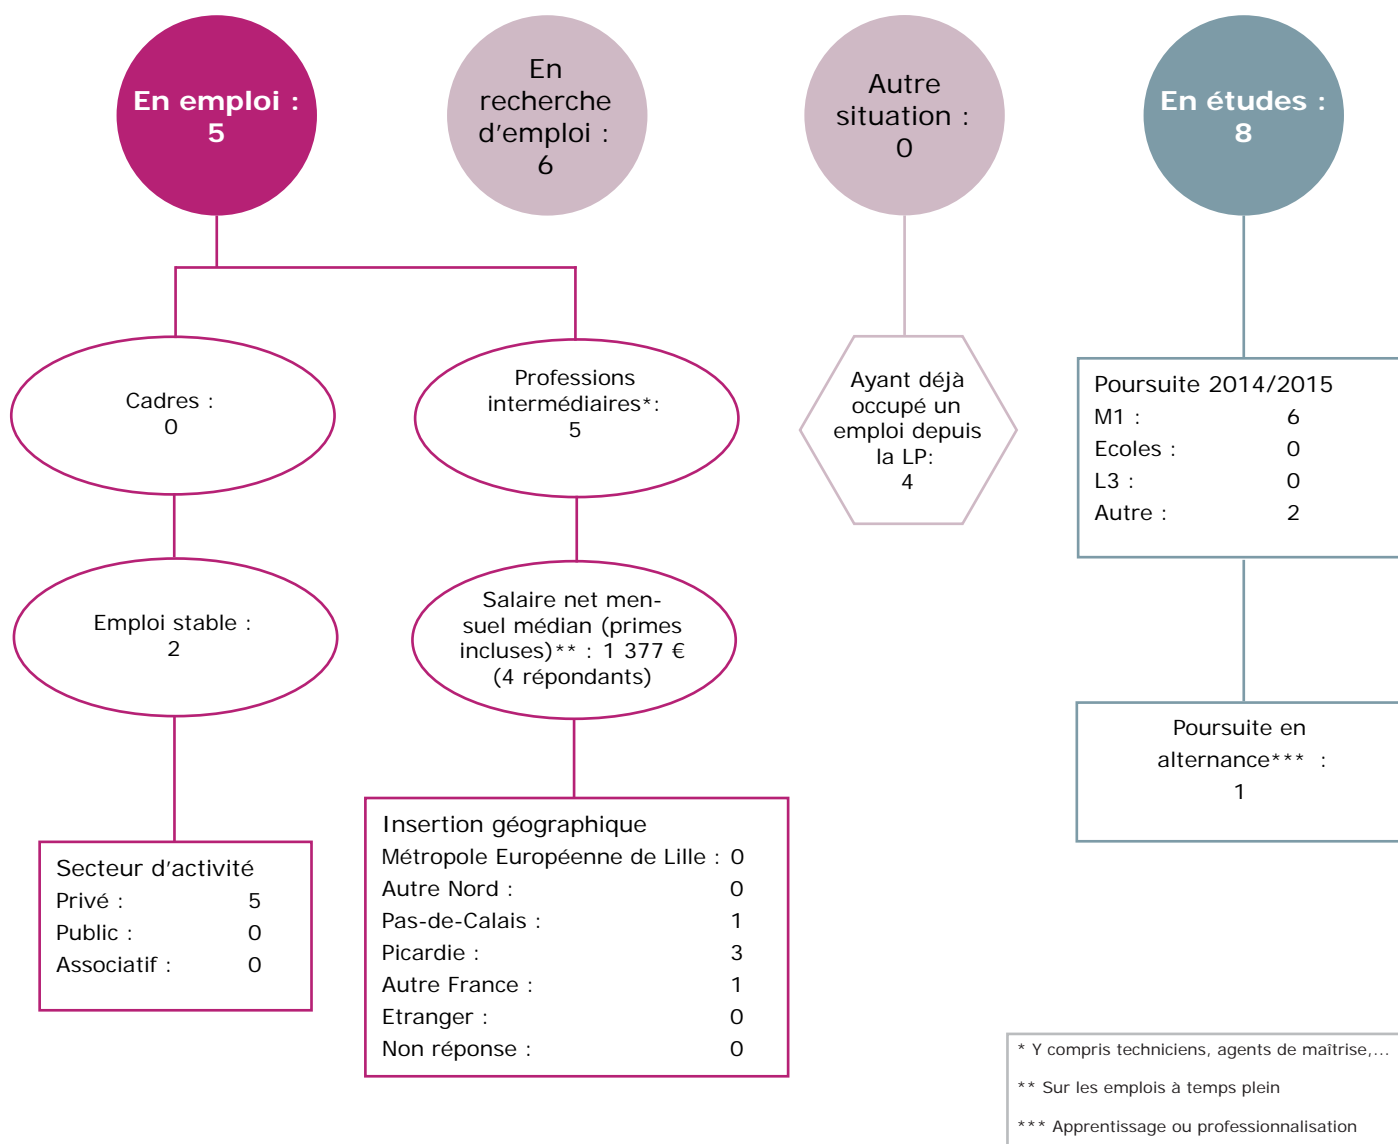 En emploi :
5
En
recherche
d'emploi :
6
Autre
situation :
0
En études :
8
Cadres :
0
Professions
intermédiaires*:
5
Ayant déjà
occupé un
emploi depuis
la LP:
4
Poursuite 2014/2015
M1 : 6
Ecoles : 0
L3 : 0
Autre : 2
Emploi stable :
2
Salaire net men-
suel médian (primes
incluses)** : 1 377 €
(4 répondants)
Poursuite en
alternance*** :
1
Secteur d'activité
Privé : 5
Public : 0
Associatif : 0
Insertion géographique
Métropole Européenne de Lille : 0
Autre Nord : 0
Pas-de-Calais : 1
Picardie : 3
Autre France : 1
Etranger : 0
Non réponse : 0
* Y compris techniciens, agents de maîtrise,...
** Sur les emplois à temps plein
*** Apprentissage ou professionnalisation